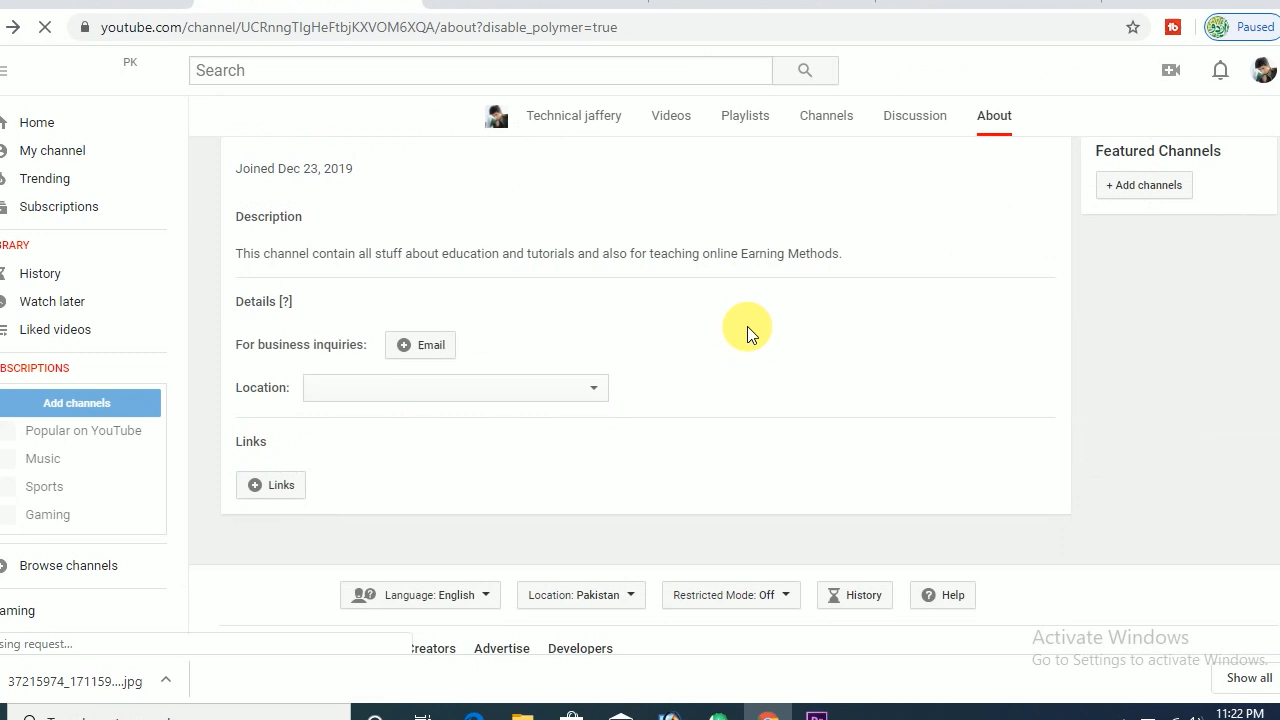 youtube.com/channel/UCRnngTIgHeFtbjKXVOM6XQA/about?disable_polymer=true
Paused
PK
Search
Technical jaffery Videos Playlists Channels Discussion About
Home
My channel
Trending
Subscriptions
BRARY
History
Watch later
Liked videos
BSCRIPTIONS
Add channels
Popular on YouTube
Music
Sports
Gaming
Browse channels
aming
Joined Dec 23, 2019
Description
This channel contain all stuff about education and tutorials and also for teaching online Earning Methods.
Details [?]
For business inquiries: Email
Location:
Links
Links
Featured Channels
+ Add channels
Language: English Location: Pakistan Restricted Mode: Off History Help
sing request...
reators Advertise Developers
Activate Windows
Go to Settings to activate Windows.
37215974_171159....jpg
Show all
11:22 PM